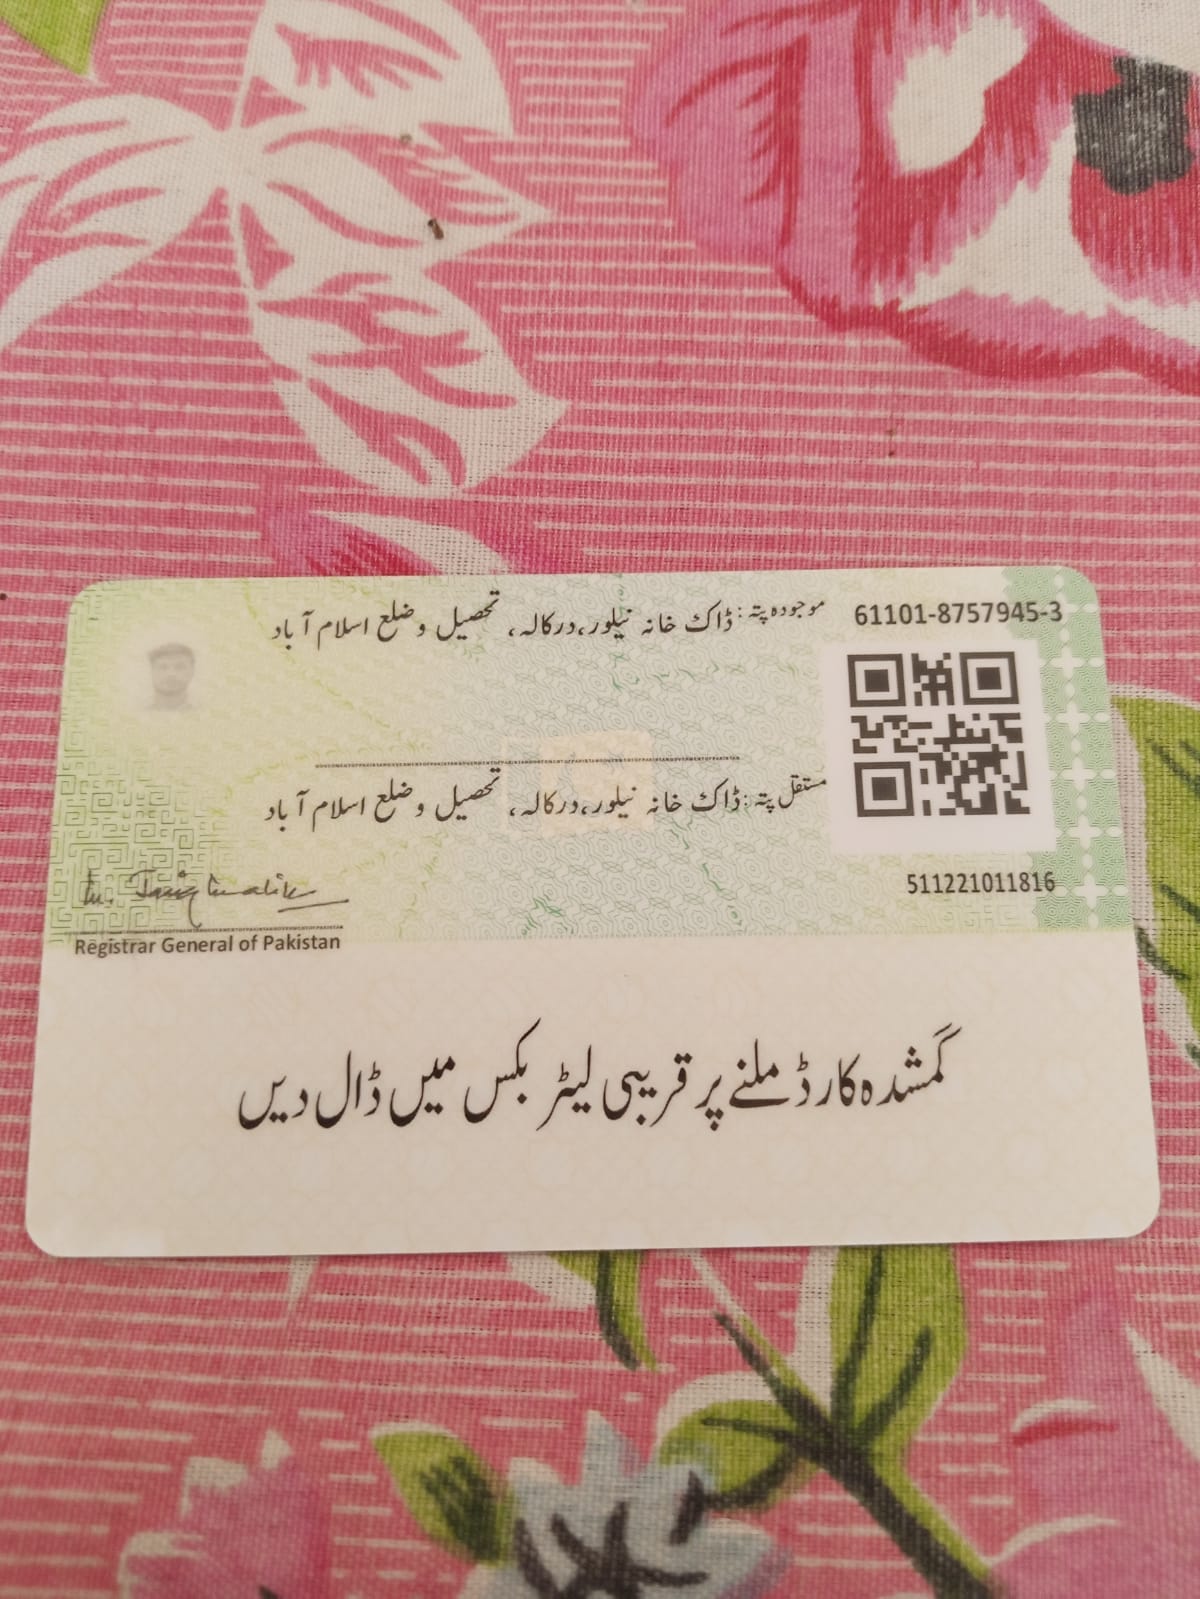 موجودہ پتہ: ڈاک خانہ نیلور، درکالہ، تحصیل و ضلع اسلام آباد
61101-8757945-3
مستقل پتہ: ڈاک خانہ نیلور، درکالہ، تحصیل و ضلع اسلام آباد
511221011816
Registrar General of Pakistan
گمشدہ کارڈ ملنے پر قریبی لیٹر بکس میں ڈال دیں